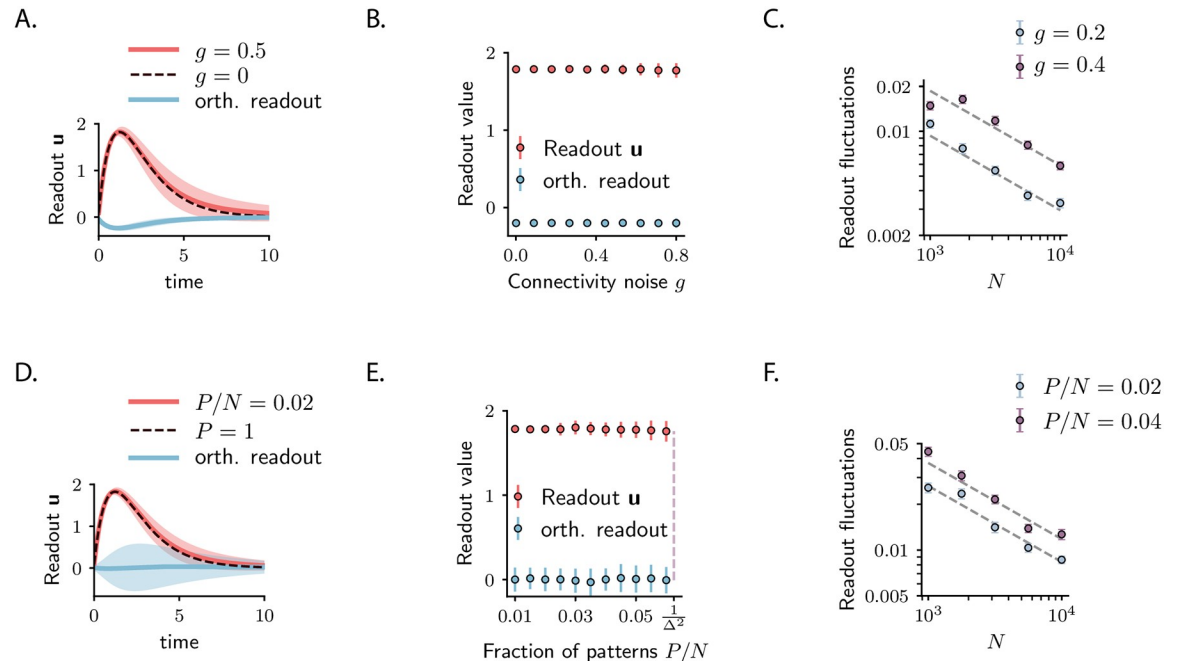 A.
g = 0.5
g = 0
orth. readout
Readout u
2
1
0
0
5
10
time
B.
Readout value
2
1
0
Readout u
orth. readout
0.0
0.4
0.8
Connectivity noise g
C.
g = 0.2
g = 0.4
Readout fluctuations
0.02
0.01
0.002
10³
10⁴
N
D.
P/N = 0.02
P = 1
orth. readout
Readout u
2
1
0
0
5
10
time
E.
Readout value
2
1
0
Readout u
orth. readout
0.01
0.03
0.05
1/Δ²
Fraction of patterns P/N
F.
P/N = 0.02
P/N = 0.04
Readout fluctuations
0.05
0.01
0.005
10³
10⁴
N